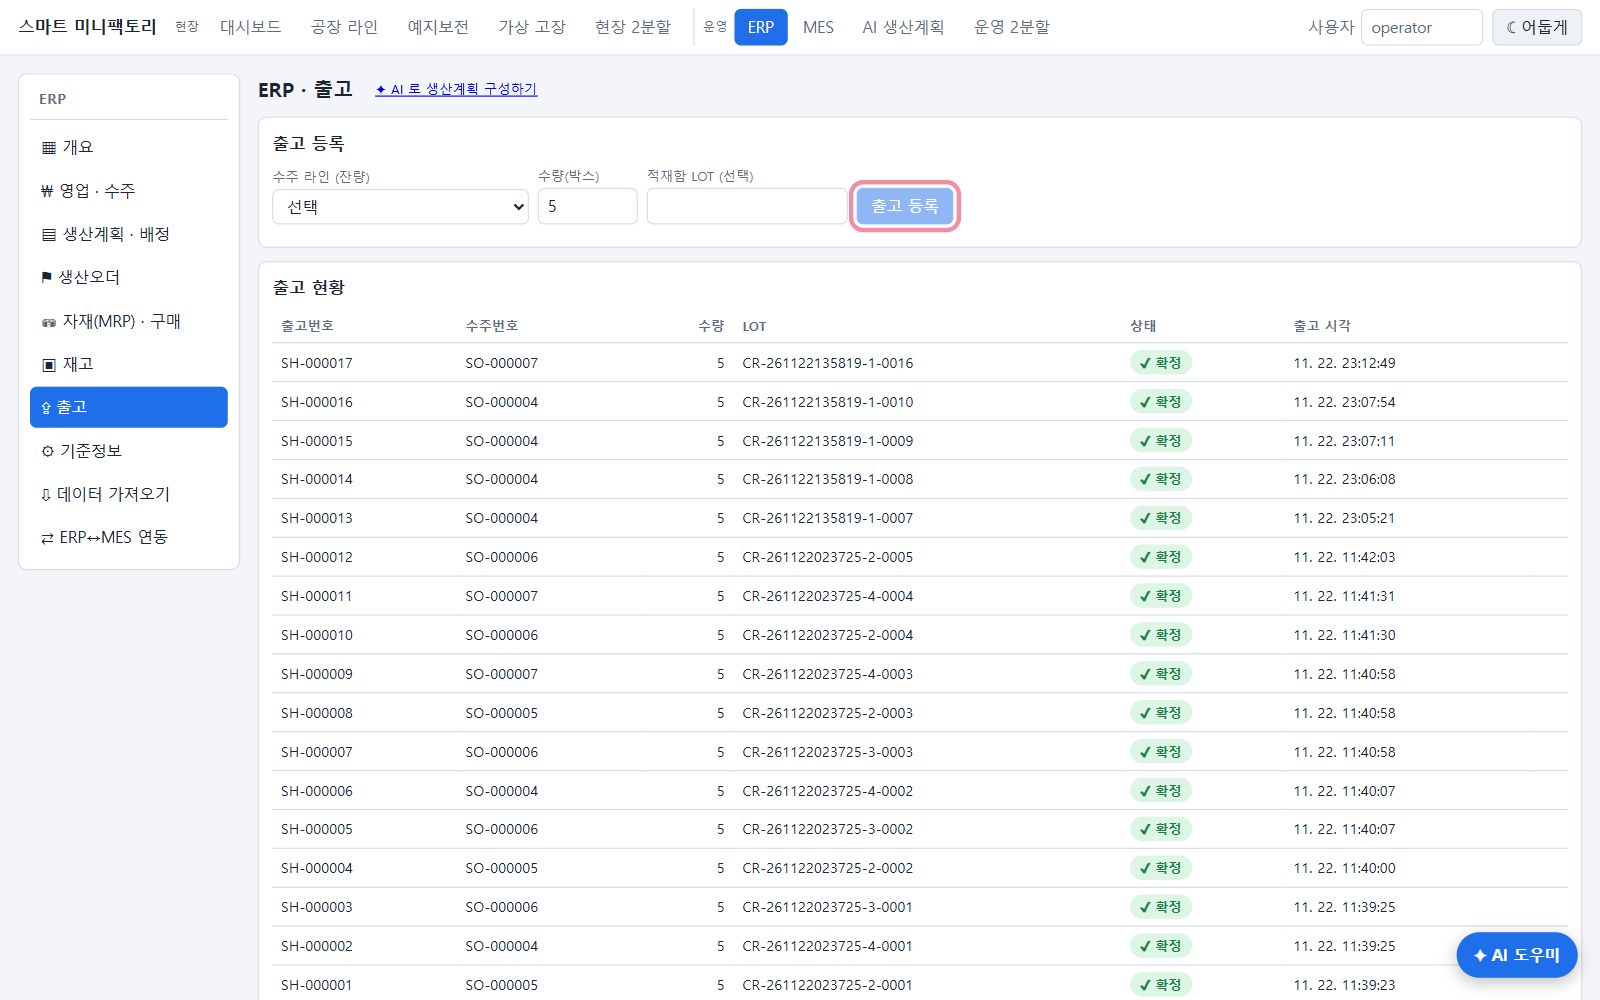 스마트 미니팩토리 현장 대시보드 공장 라인 예지보전 가상 고장 현장 2분할 운영 ERP MES AI 생산계획 운영 2분할 사용자 operator ☾ 어둡게
ERP
▦ 개요
₩ 영업 · 수주
▤ 생산계획 · 배정
⚑ 생산오더
자재(MRP) · 구매
▣ 재고
⇪ 출고
⚙ 기준정보
⇩ 데이터 가져오기
⇄ ERP↔MES 연동
ERP · 출고 ✦ AI 로 생산계획 구성하기
출고 등록
수주 라인 (잔량) 수량(박스) 적재함 LOT (선택)
선택 5 출고 등록
출고 현황
출고번호 수주번호 수량 LOT 상태 출고 시각
SH-000017 SO-000007 5 CR-261122135819-1-0016 ✓ 확정 11. 22. 23:12:49
SH-000016 SO-000004 5 CR-261122135819-1-0010 ✓ 확정 11. 22. 23:07:54
SH-000015 SO-000004 5 CR-261122135819-1-0009 ✓ 확정 11. 22. 23:07:11
SH-000014 SO-000004 5 CR-261122135819-1-0008 ✓ 확정 11. 22. 23:06:08
SH-000013 SO-000004 5 CR-261122135819-1-0007 ✓ 확정 11. 22. 23:05:21
SH-000012 SO-000006 5 CR-261122023725-2-0005 ✓ 확정 11. 22. 11:42:03
SH-000011 SO-000007 5 CR-261122023725-4-0004 ✓ 확정 11. 22. 11:41:31
SH-000010 SO-000006 5 CR-261122023725-2-0004 ✓ 확정 11. 22. 11:41:30
SH-000009 SO-000007 5 CR-261122023725-4-0003 ✓ 확정 11. 22. 11:40:58
SH-000008 SO-000005 5 CR-261122023725-2-0003 ✓ 확정 11. 22. 11:40:58
SH-000007 SO-000006 5 CR-261122023725-3-0003 ✓ 확정 11. 22. 11:40:58
SH-000006 SO-000004 5 CR-261122023725-4-0002 ✓ 확정 11. 22. 11:40:07
SH-000005 SO-000006 5 CR-261122023725-3-0002 ✓ 확정 11. 22. 11:40:07
SH-000004 SO-000005 5 CR-261122023725-2-0002 ✓ 확정 11. 22. 11:40:00
SH-000003 SO-000006 5 CR-261122023725-3-0001 ✓ 확정 11. 22. 11:39:25
SH-000002 SO-000004 5 CR-261122023725-4-0001 ✓ 확정 11. 22. 11:39:25
SH-000001 SO-000005 5 CR-261122023725-2-0001 ✓ 확정 11. 22. 11:39:23
✦ AI 도우미